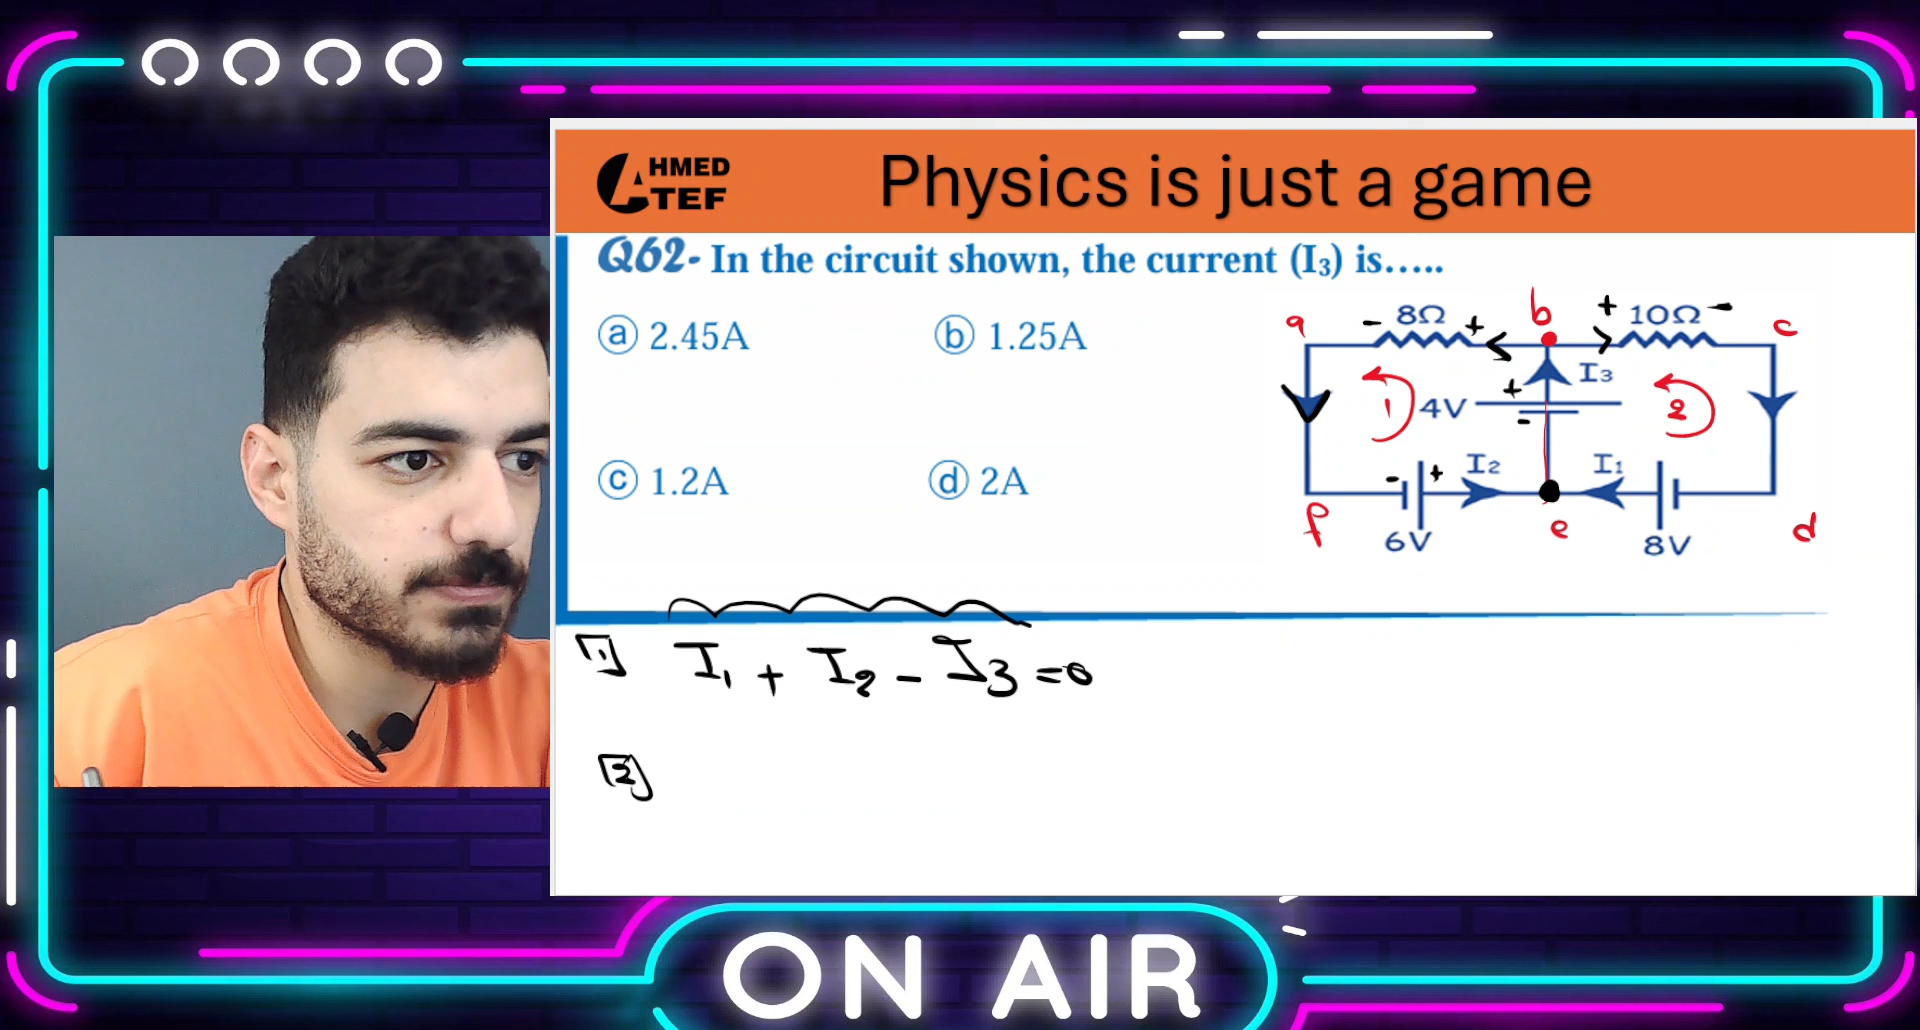 AHMED
ATEF
Physics is just a game
Q62- In the circuit shown, the current (I₃) is.....
ⓐ 2.45A
ⓑ 1.25A
ⓒ 1.2A
ⓓ 2A
a - 8Ω + b + 10Ω - c
I₃
+
1 4V 2
-
- + I₂ I₁
f 6V e 8V d
[1] I₁ + I₂ - I₃ = 0
[2]
ON AIR